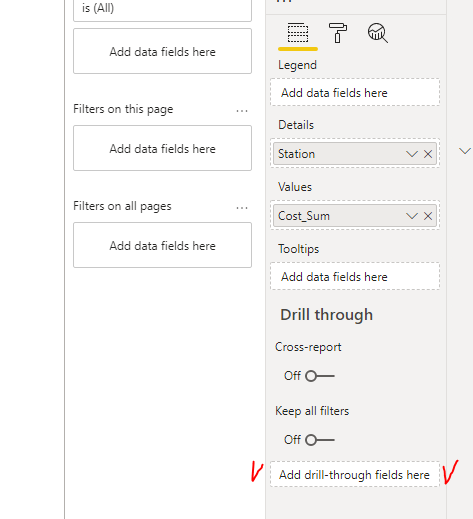 is (All)
Add data fields here
Filters on this page
...
Add data fields here
Filters on all pages
...
Add data fields here
...
Legend
Add data fields here
Details
Station
Values
Cost_Sum
Tooltips
Add data fields here
Drill through
Cross-report
Off
Keep all filters
Off
Add drill-through fields here